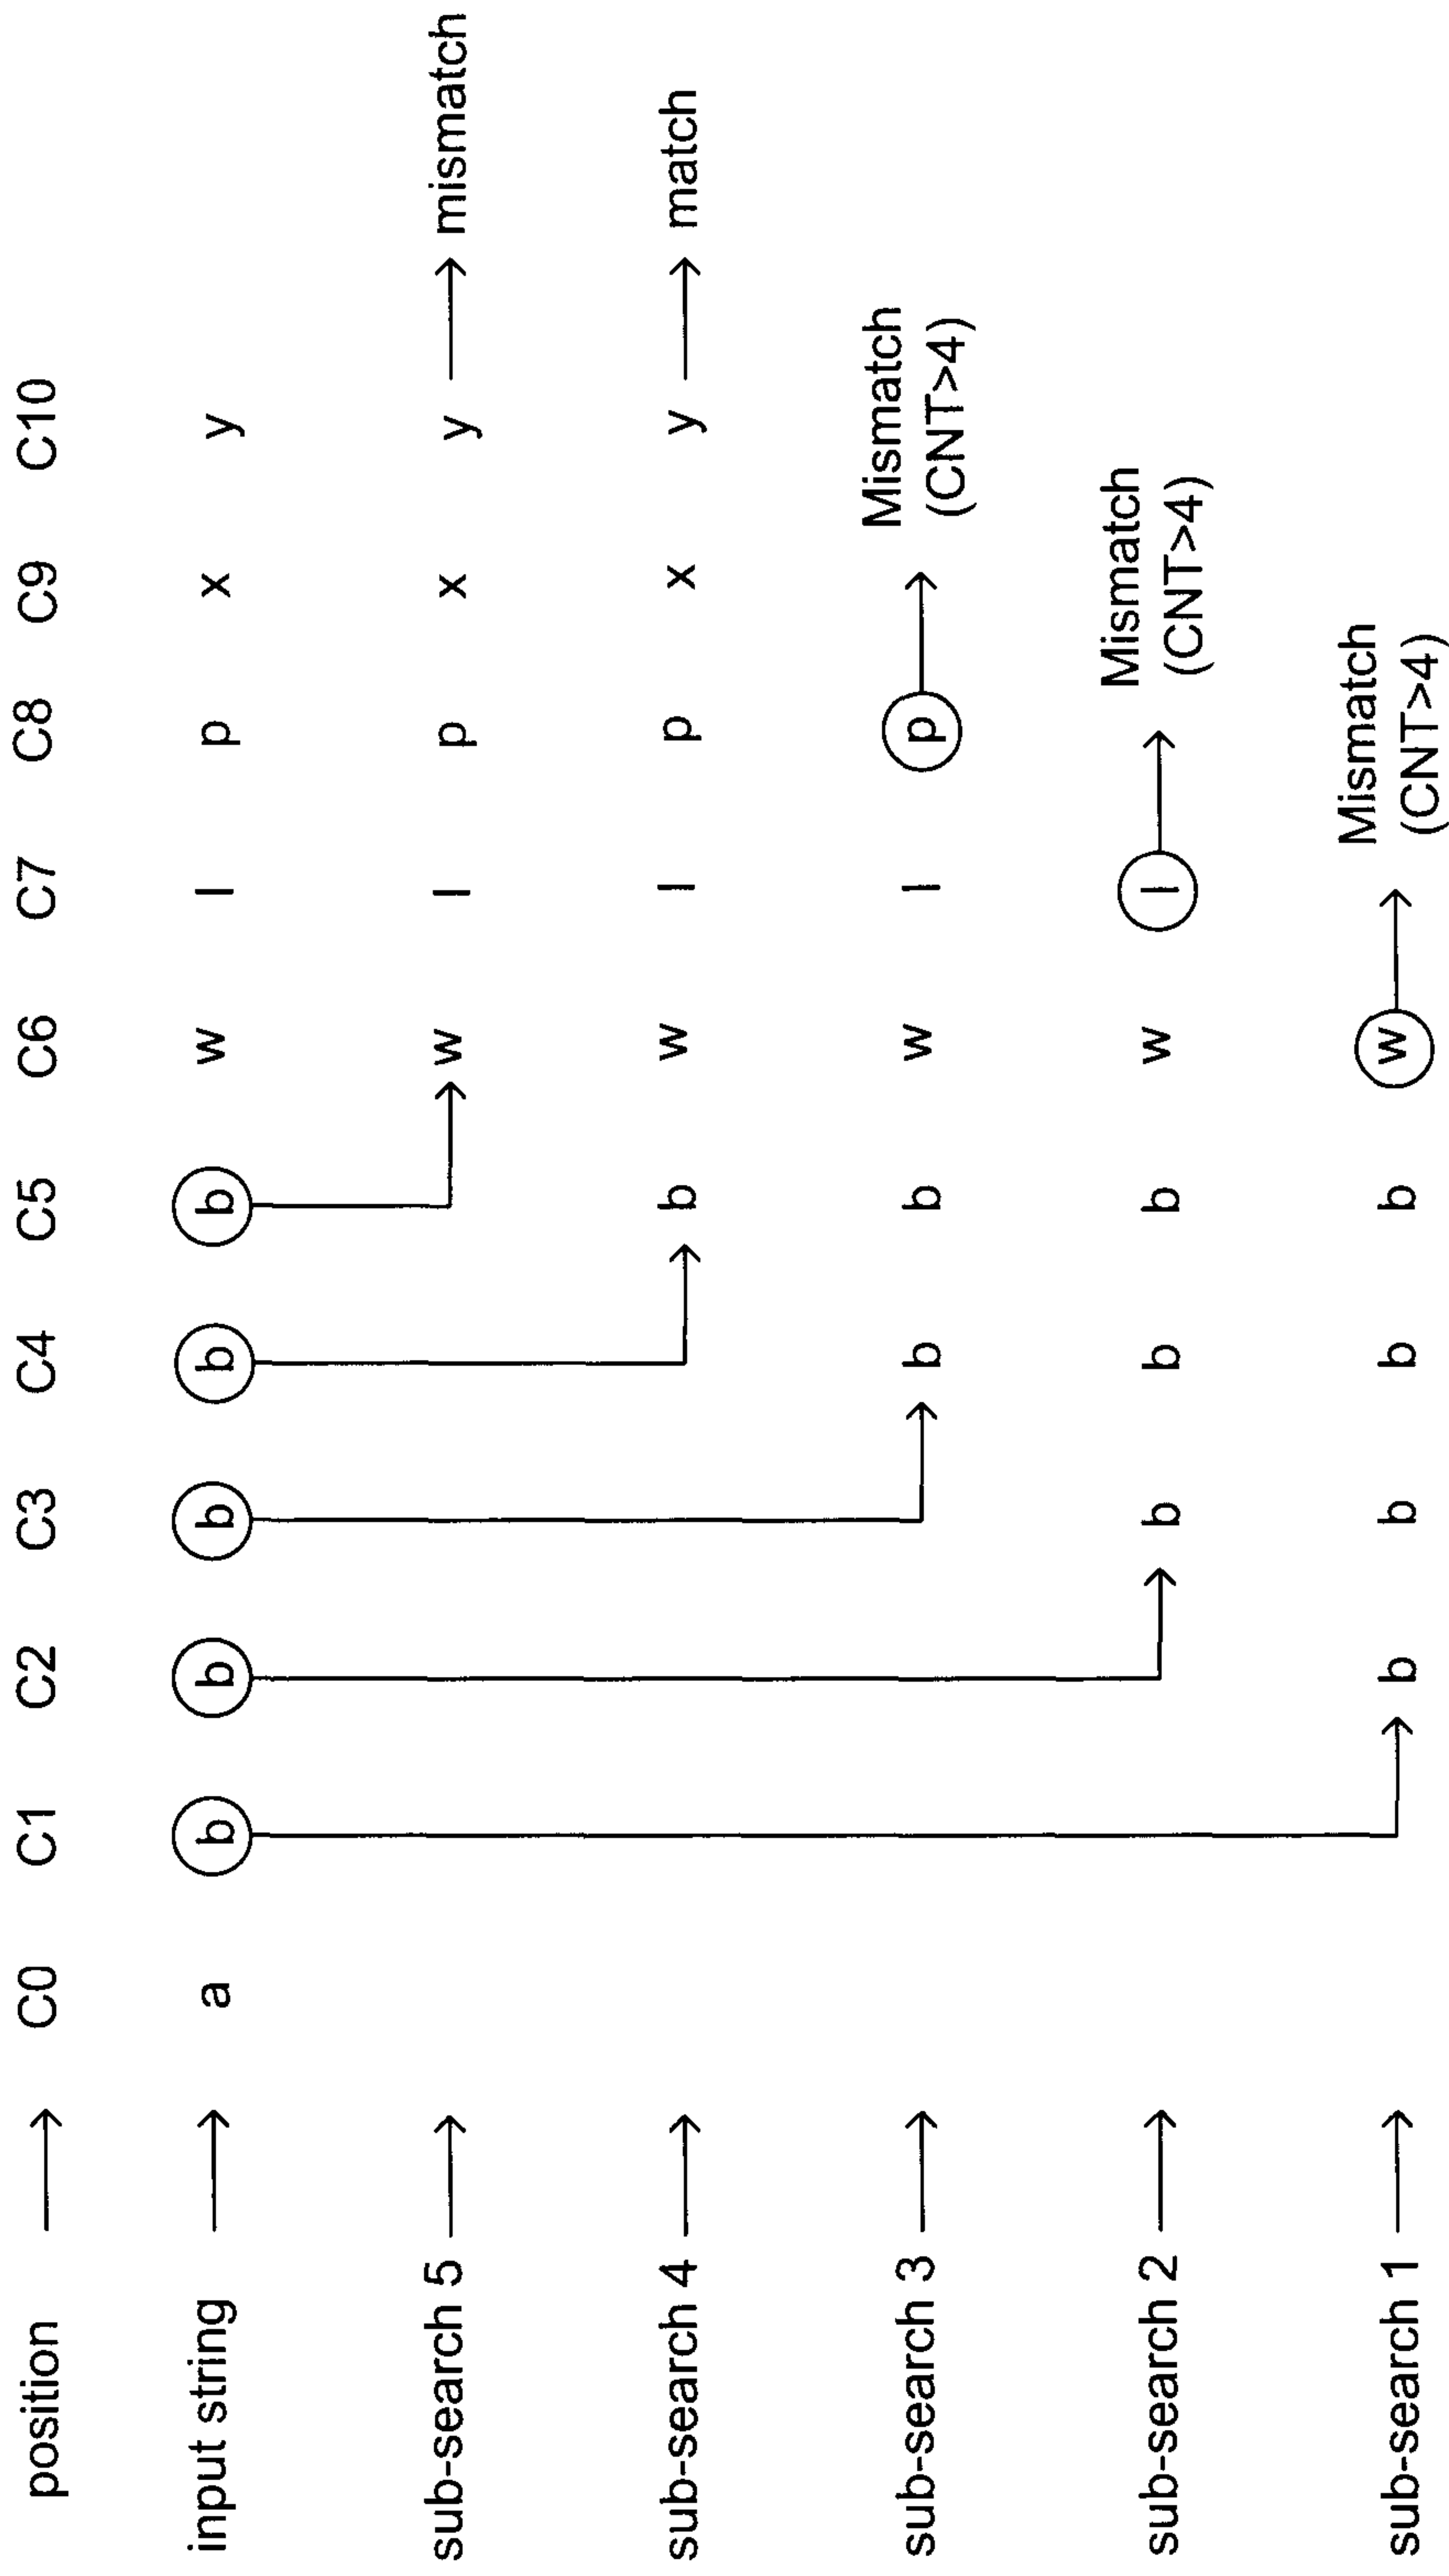 position → C0 C1 C2 C3 C4 C5 C6 C7 C8 C9 C10
input string → a b b b b b w l p x y
sub-search 5 → w l p x y → mismatch
sub-search 4 → b w l p x y → match
sub-search 3 → b b w l p → Mismatch
(CNT>4)
sub-search 2 → b b b w l → Mismatch
(CNT>4)
sub-search 1 → b b b b w → Mismatch
(CNT>4)